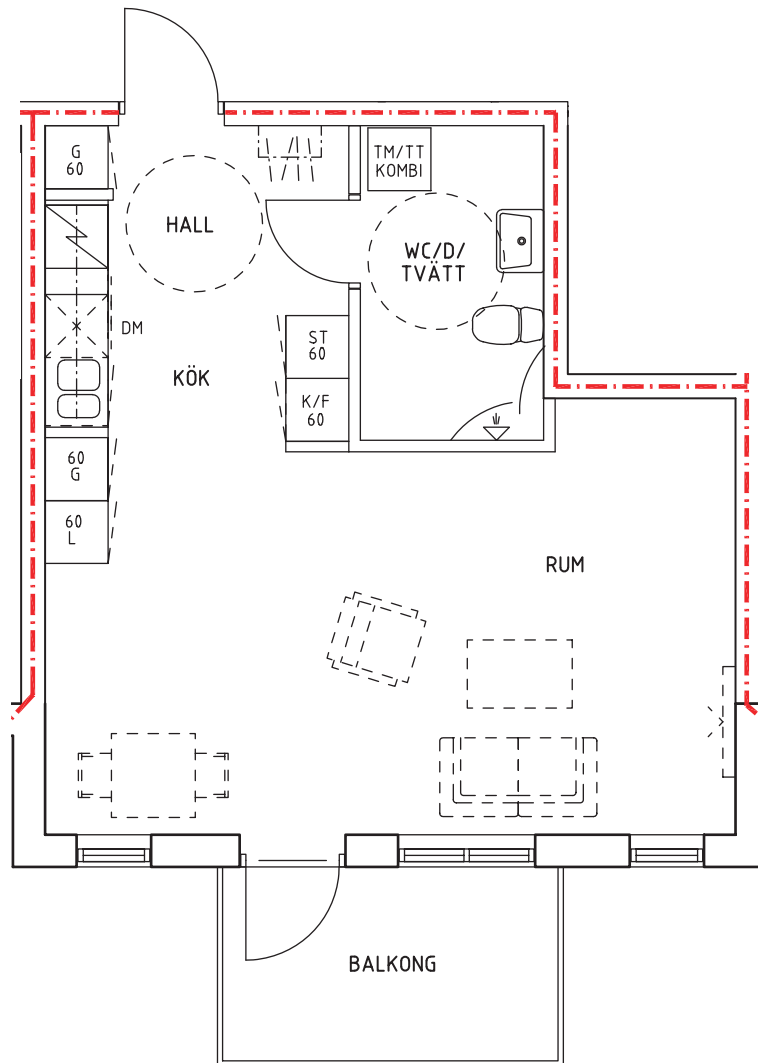 G
60
TM/TT
KOMBI
HALL
WC/D/
TVÄTT
DM
ST
60
KÖK
K/F
60
60
G
60
L
RUM
BALKONG